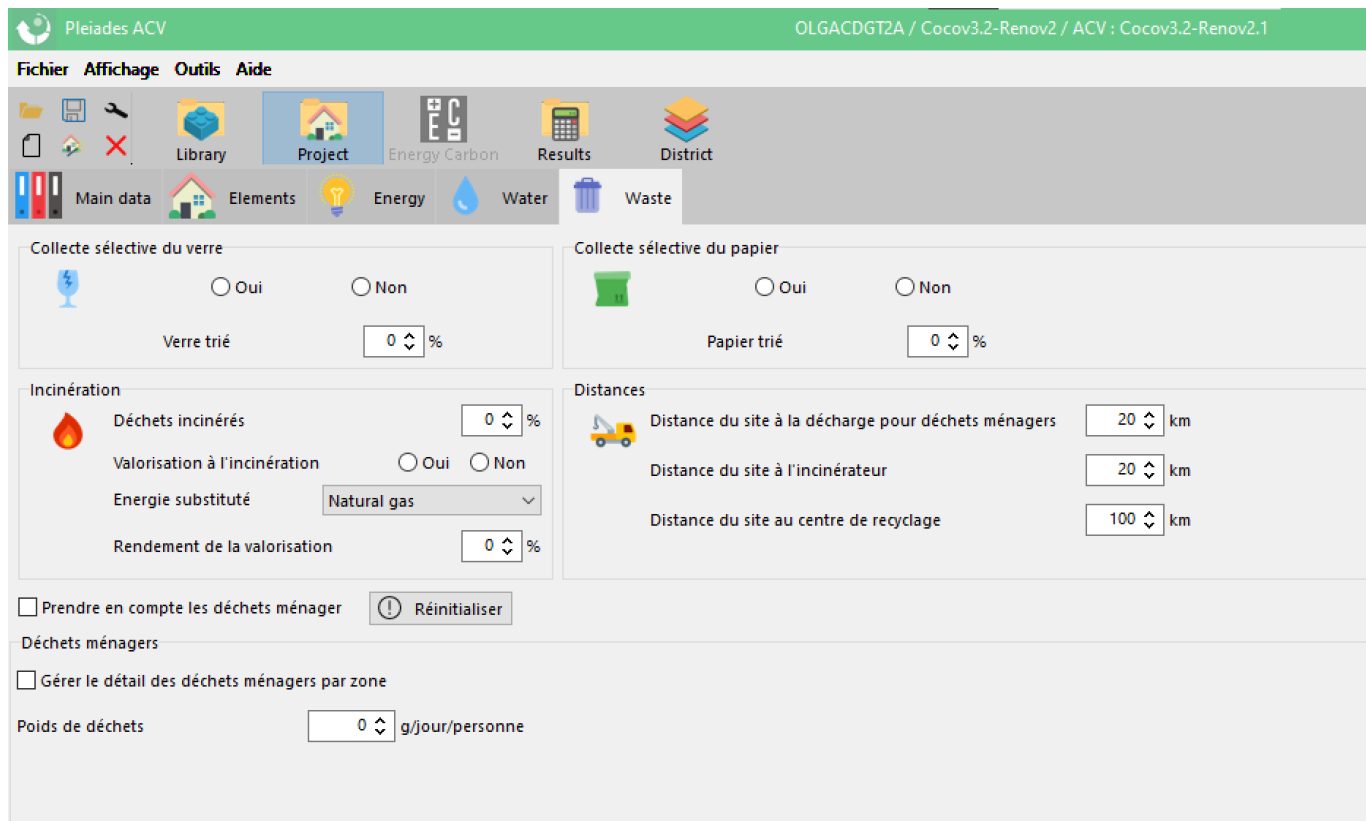 Pleiades ACV
OLGACDGT2A / Cocov3.2-Renov2 / ACV : Cocov3.2-Renov2.1
Fichier Affichage Outils Aide
Library Project Energy Carbon Results District
Main data Elements Energy Water Waste
Collecte sélective du verre
Oui Non
Verre trié 0 %
Collecte sélective du papier
Oui Non
Papier trié 0 %
Incinération
Déchets incinérés 0 %
Valorisation à l'incinération Oui Non
Energie substituté Natural gas
Rendement de la valorisation 0 %
Distances
Distance du site à la décharge pour déchets ménagers 20 km
Distance du site à l'incinérateur 20 km
Distance du site au centre de recyclage 100 km
Prendre en compte les déchets ménager Réinitialiser
Déchets ménagers
Gérer le détail des déchets ménagers par zone
Poids de déchets 0 g/jour/personne